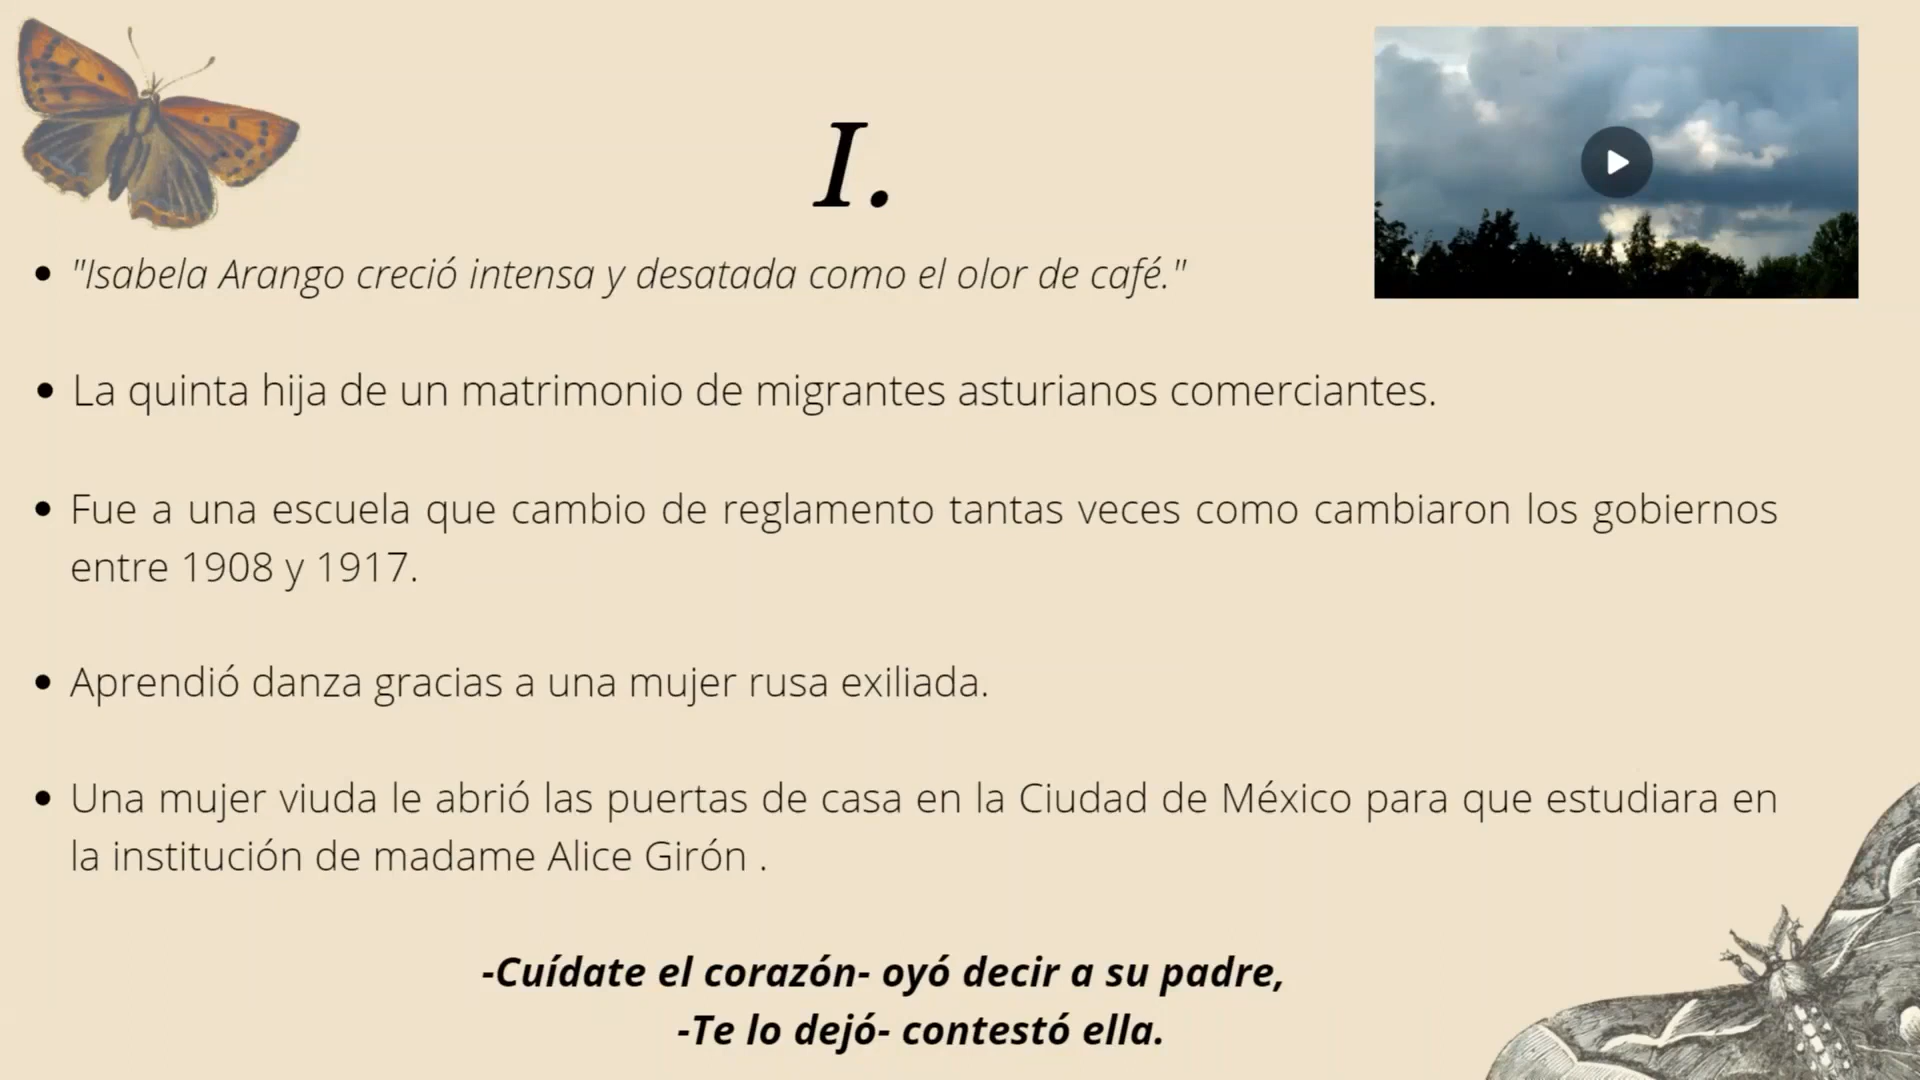 I.
• "Isabela Arango creció intensa y desatada como el olor de café."
• La quinta hija de un matrimonio de migrantes asturianos comerciantes.
• Fue a una escuela que cambio de reglamento tantas veces como cambiaron los gobiernos
entre 1908 y 1917.
• Aprendió danza gracias a una mujer rusa exiliada.
• Una mujer viuda le abrió las puertas de casa en la Ciudad de México para que estudiara en
la institución de madame Alice Girón .
-Cuídate el corazón- oyó decir a su padre,
-Te lo dejó- contestó ella.